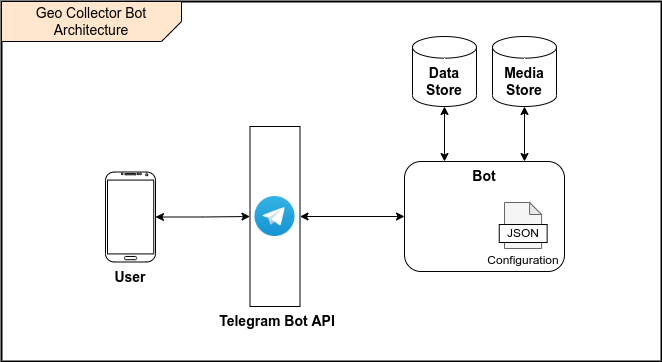 Geo Collector Bot
Architecture
Data
Store
Media
Store
Bot
JSON
Configuration
User
Telegram Bot API